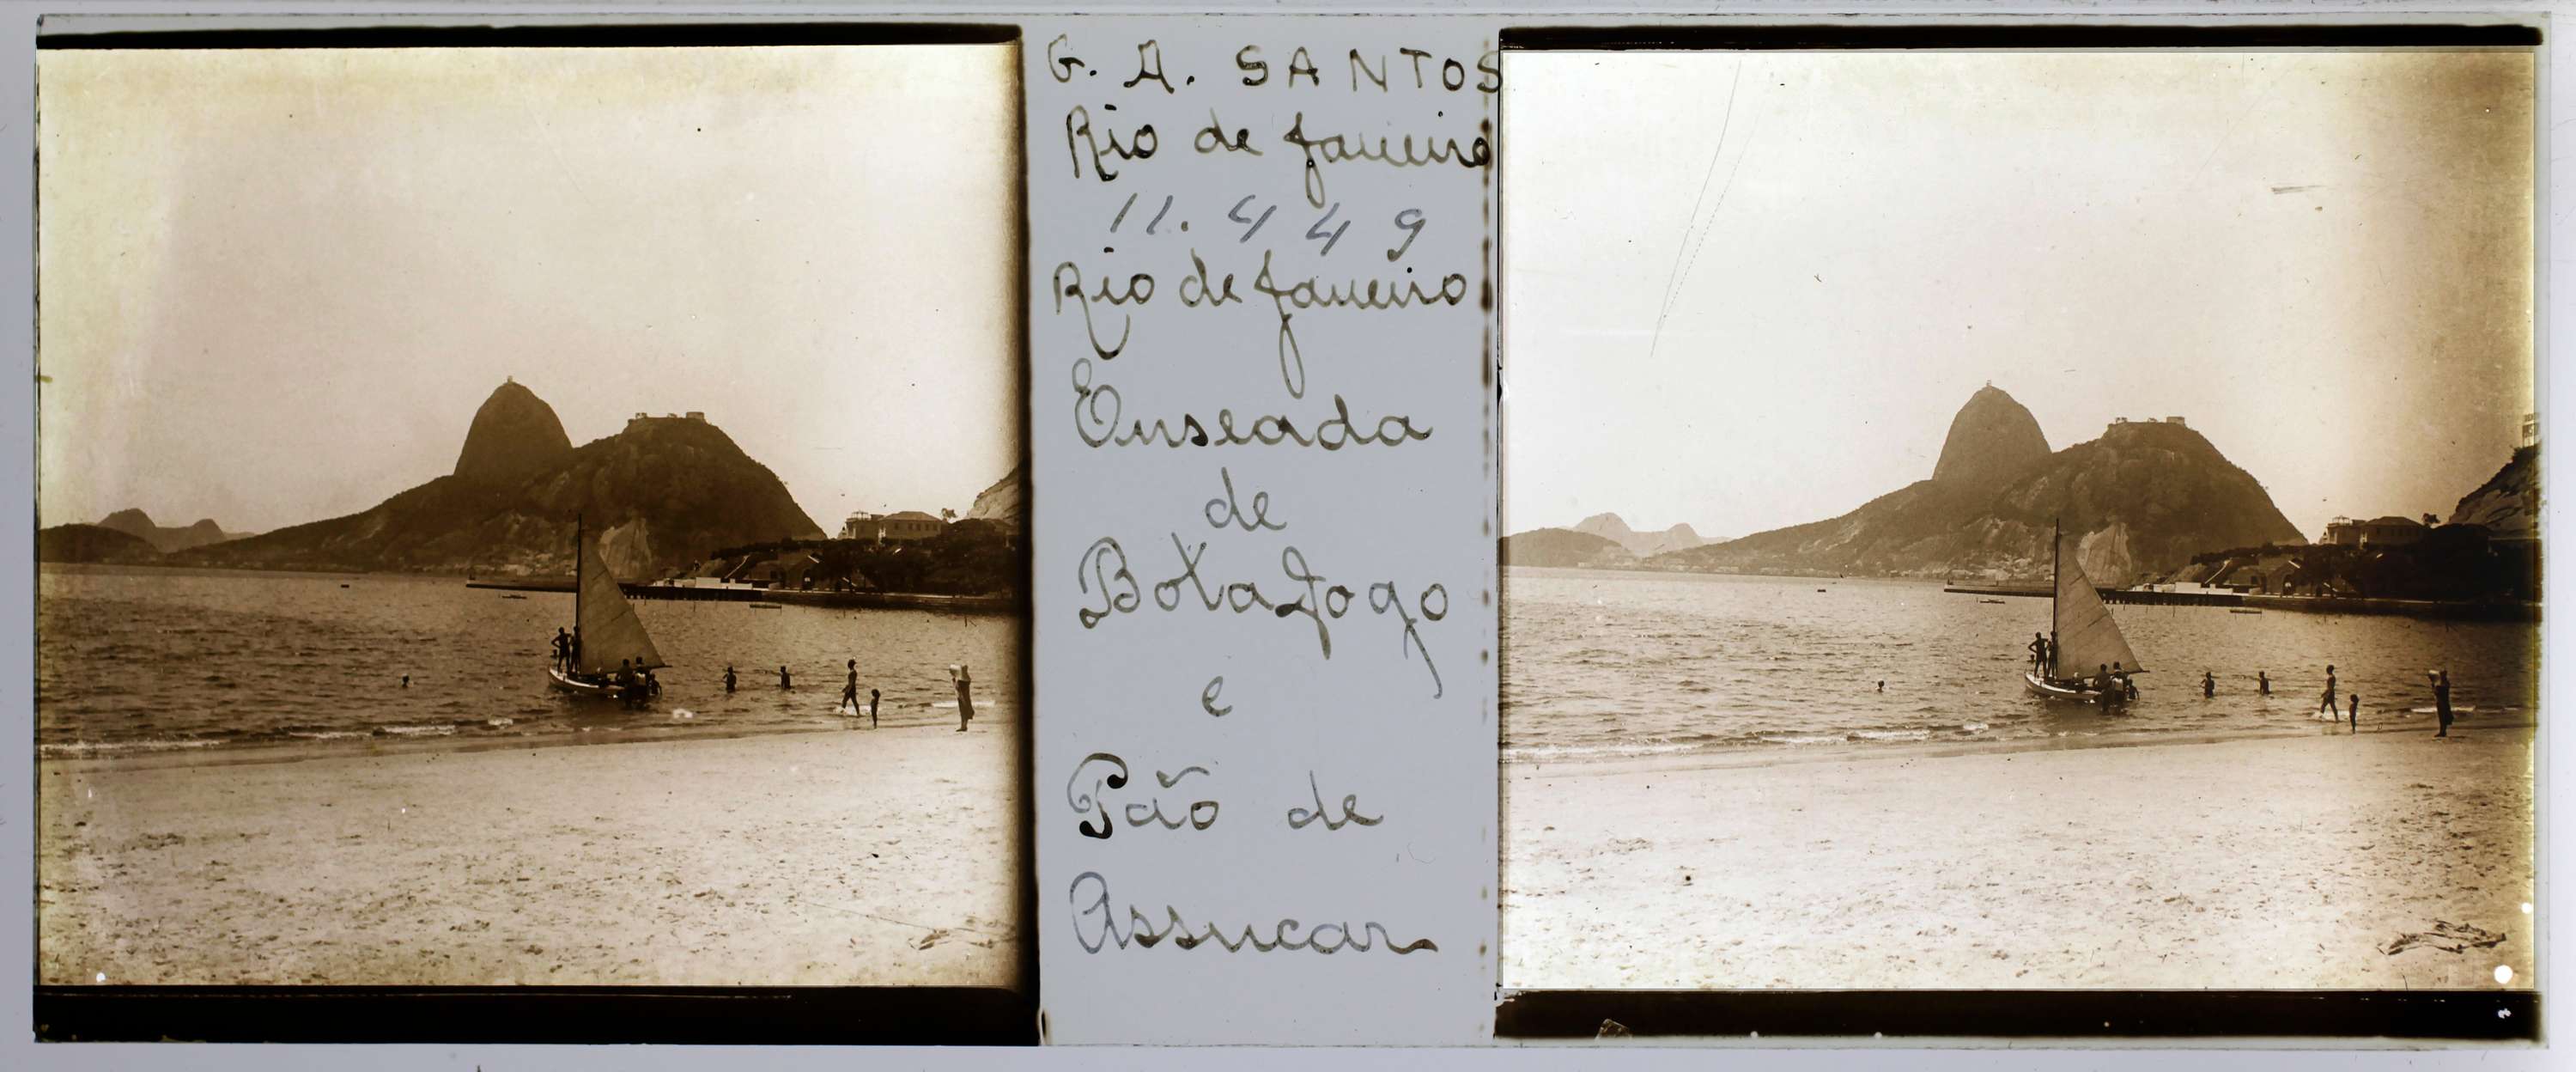 G. A. SANTOS
Rio de Janeiro
11. 449
Rio de Janeiro
Enseada
de
Botafogo
e
Pão de
Assucar